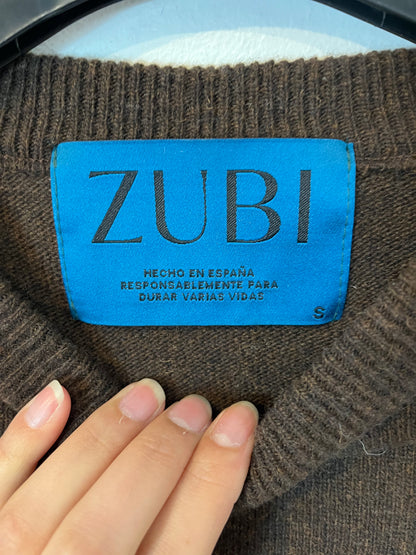 ZUBI
HECHO EN ESPAÑA
RESPONSABLEMENTE PARA
DURAR VARIAS VIDAS
S